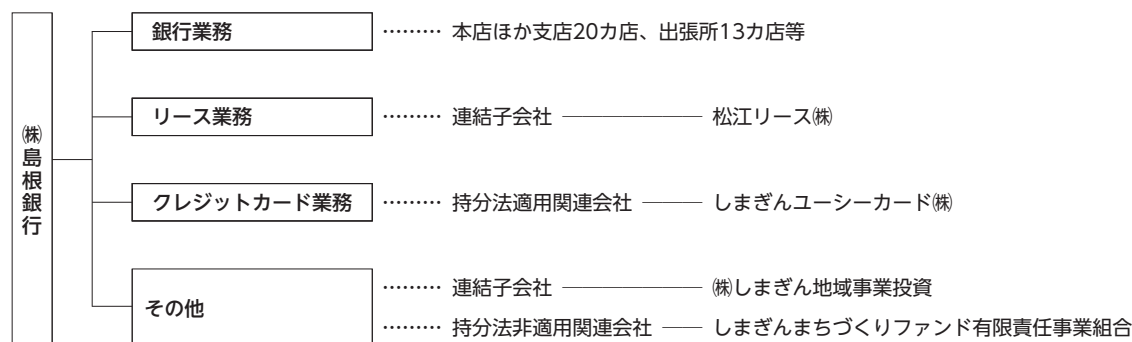 ㈱島根銀行
銀行業務 ……… 本店ほか支店20カ店、出張所13カ店等
リース業務 ……… 連結子会社 ――――――― 松江リース㈱
クレジットカード業務 ……… 持分法適用関連会社 ――― しまぎんユーシーカード㈱
その他
……… 連結子会社 ――――――― ㈱しまぎん地域事業投資
……… 持分法非適用関連会社 ―― しまぎんまちづくりファンド有限責任事業組合